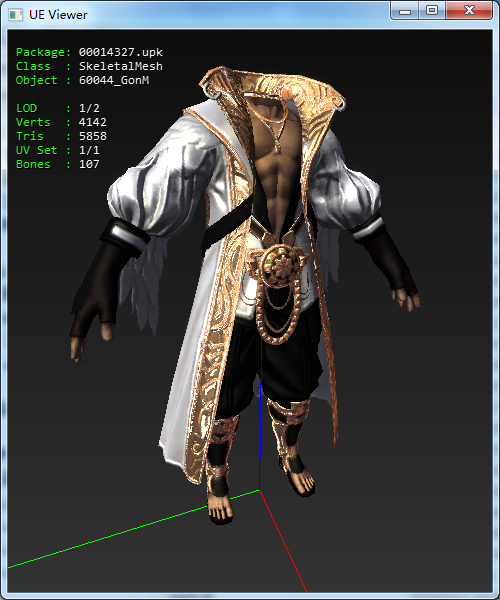 UE Viewer
Package: 00014327.upk
Class  : SkeletalMesh
Object : 60044_GonM
LOD    : 1/2
Verts  : 4142
Tris   : 5858
UV Set : 1/1
Bones  : 107